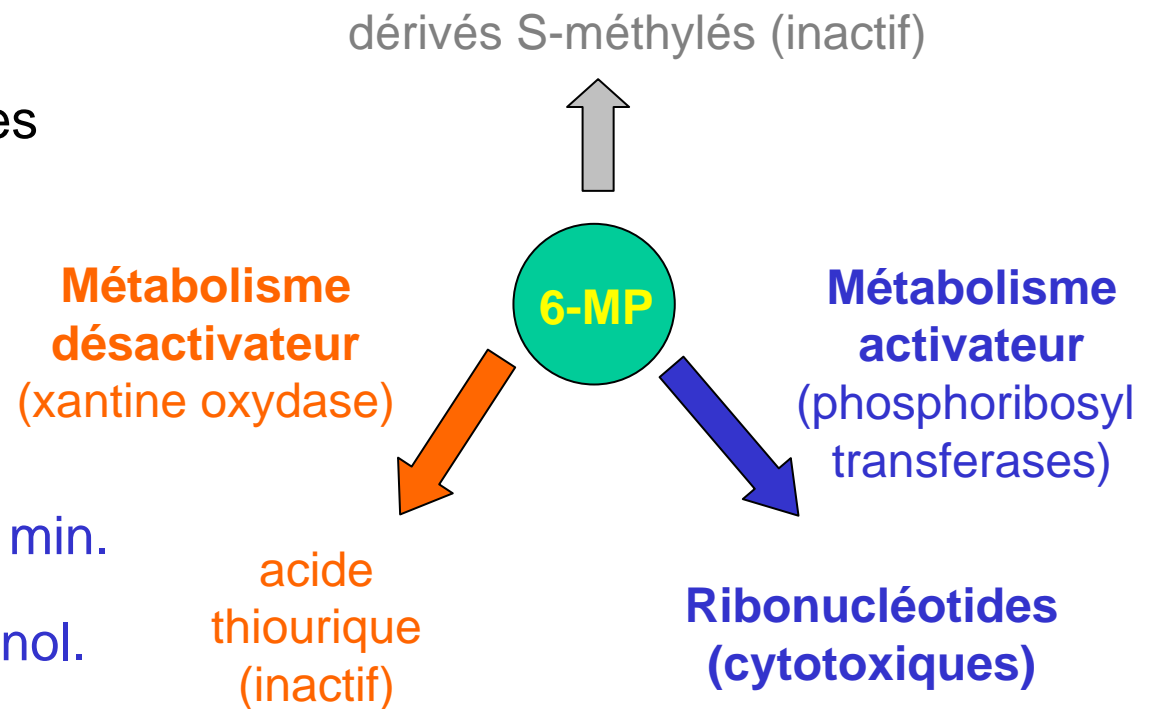 dérivés S-méthylés (inactif)
es
Métabolisme
désactivateur
(xantine oxydase)
6-MP
Métabolisme
activateur
(phosphoribosyl
transferases)
min.
nol.
acide
thiourique
(inactif)
Ribonucléotides
(cytotoxiques)